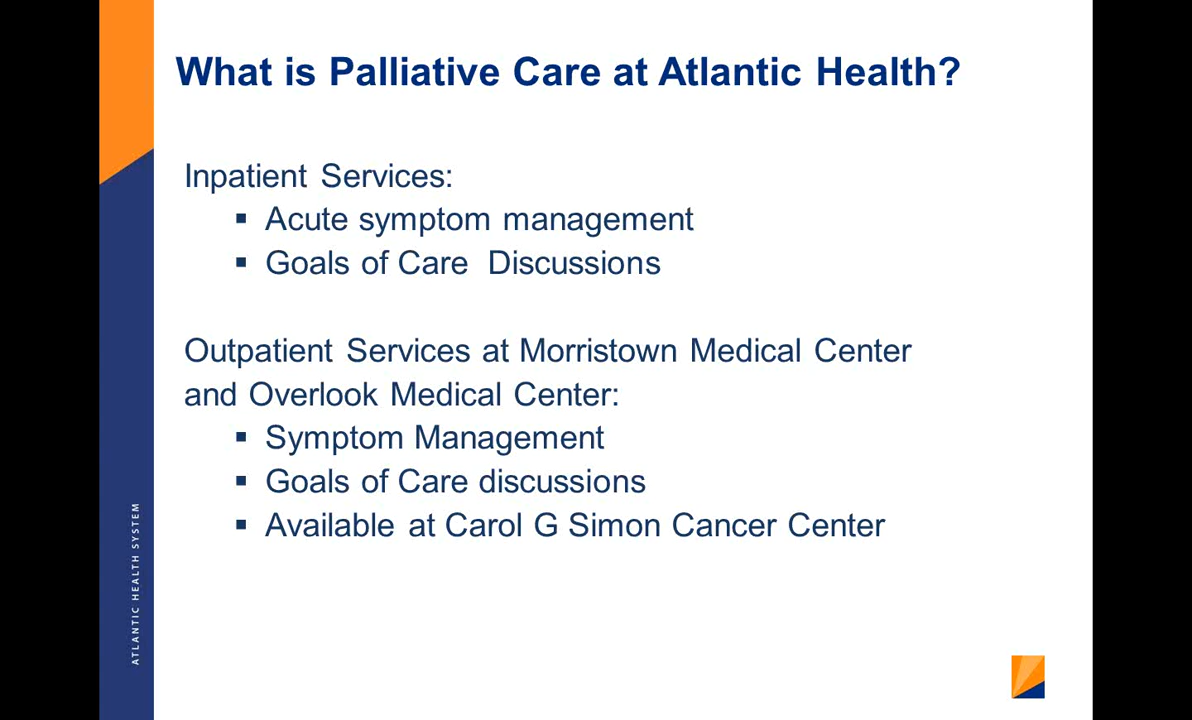 What is Palliative Care at Atlantic Health?
Inpatient Services:
▪ Acute symptom management
▪ Goals of Care  Discussions
Outpatient Services at Morristown Medical Center
and Overlook Medical Center:
▪ Symptom Management
▪ Goals of Care discussions
▪ Available at Carol G Simon Cancer Center
ATLANTIC HEALTH SYSTEM